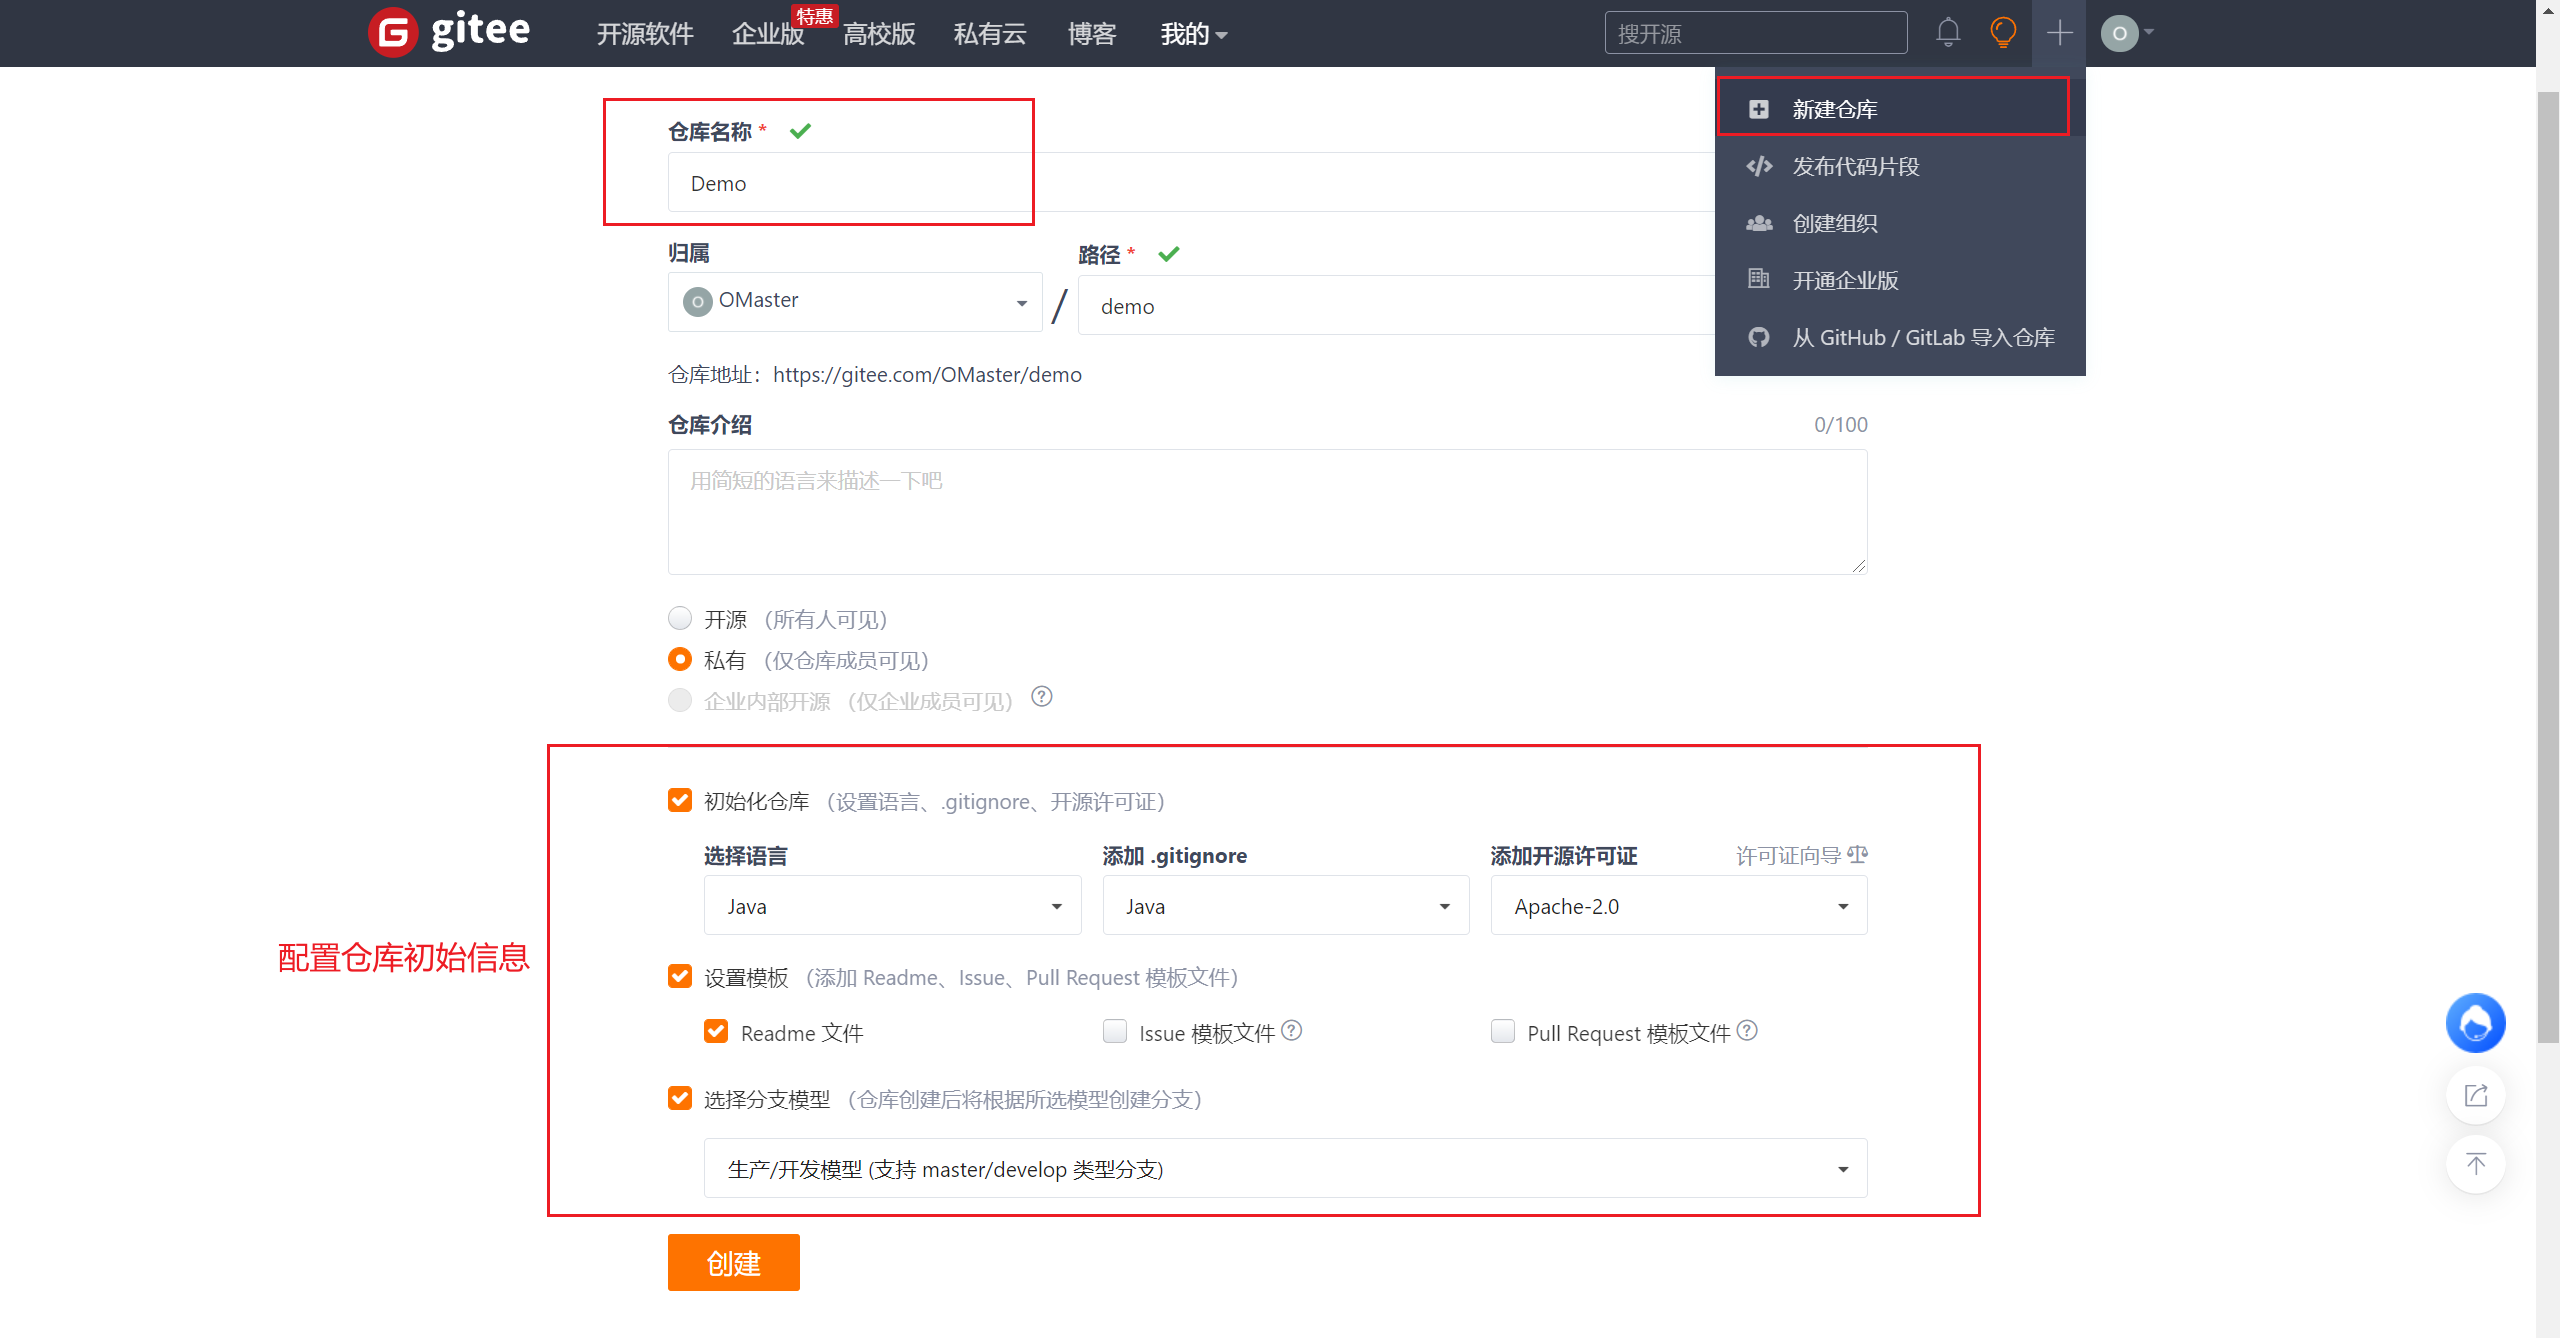 gitee 开源软件 企业版 特惠 高校版 私有云 博客 我的 搜开源 O
新建仓库
发布代码片段
创建组织
开通企业版
从 GitHub / GitLab 导入仓库
仓库名称 *
Demo
归属 路径 *
O OMaster / demo
仓库地址：https://gitee.com/OMaster/demo
仓库介绍 0/100
用简短的语言来描述一下吧
开源 （所有人可见）
私有 （仅仓库成员可见）
企业内部开源 （仅企业成员可见） ?
初始化仓库 （设置语言、.gitignore、开源许可证）
选择语言 添加 .gitignore 添加开源许可证 许可证向导
Java Java Apache-2.0
配置仓库初始信息
设置模板 （添加 Readme、Issue、Pull Request 模板文件）
Readme 文件 Issue 模板文件 ? Pull Request 模板文件 ?
选择分支模型 （仓库创建后将根据所选模型创建分支）
生产/开发模型 (支持 master/develop 类型分支)
创建